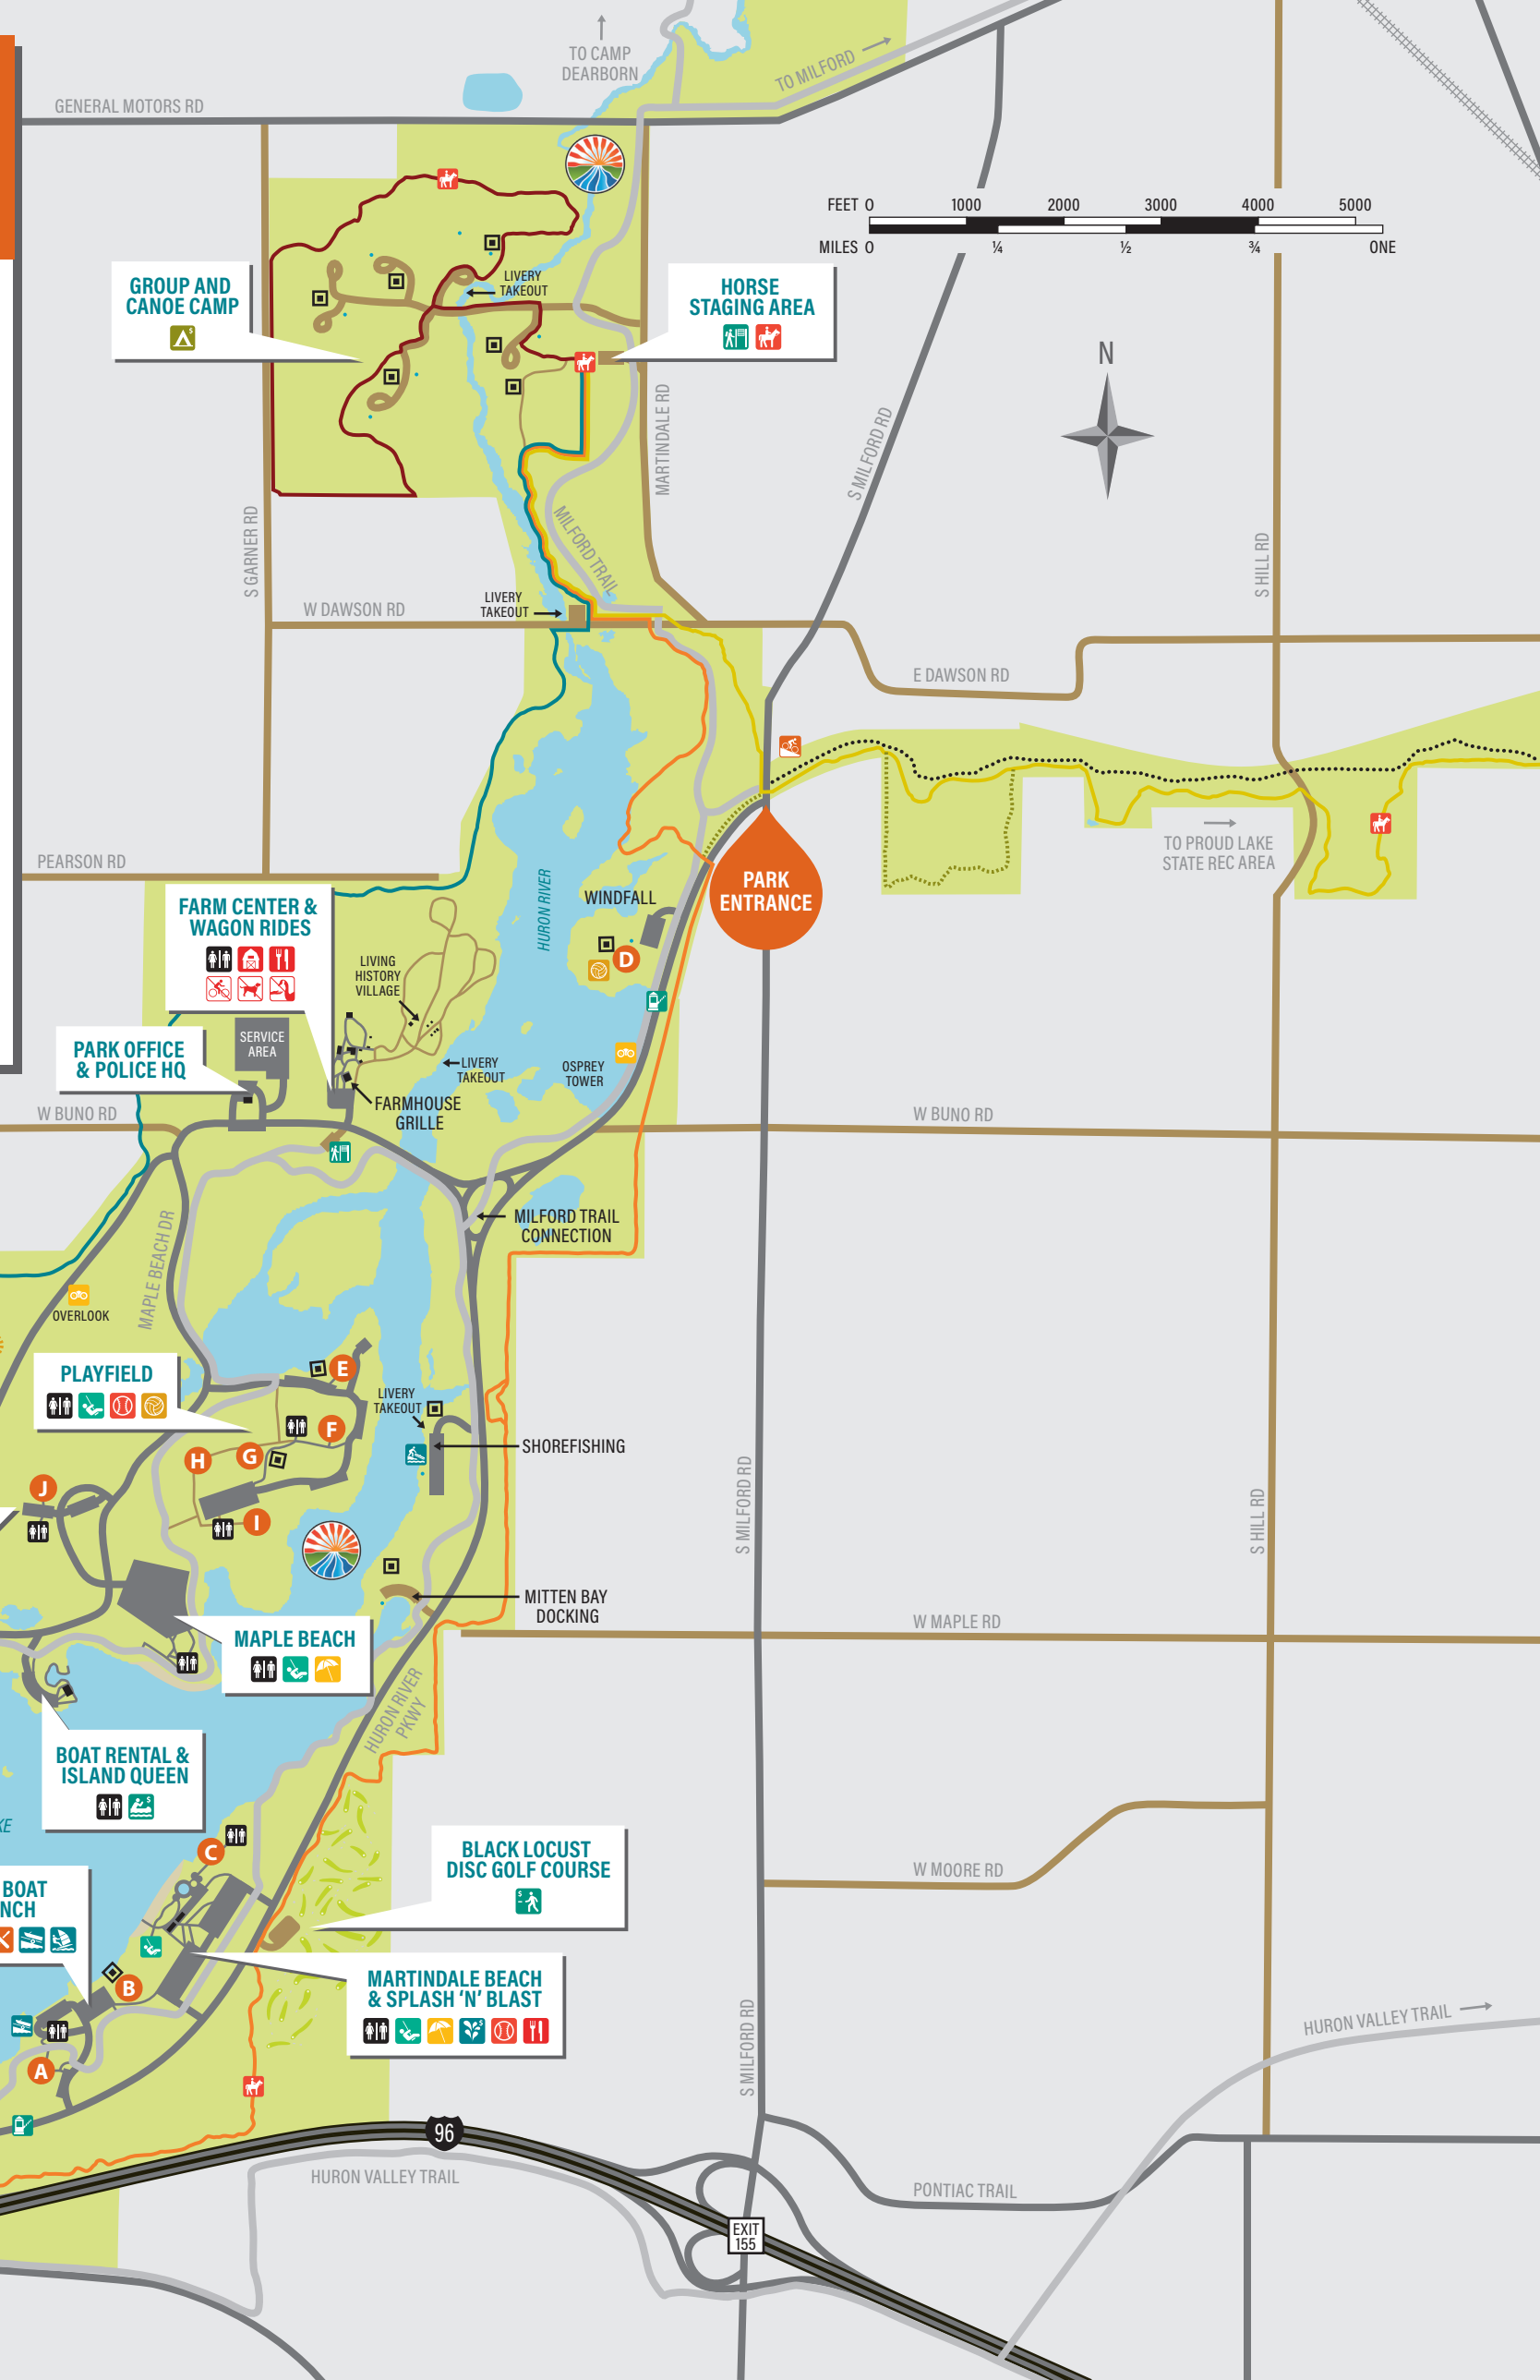 TO CAMP
DEARBORN
TO MILFORD
GENERAL MOTORS RD
FEET 0 1000 2000 3000 4000 5000
MILES 0 ¼ ½ ¾ ONE
GROUP AND
CANOE CAMP
$
LIVERY
TAKEOUT
HORSE
STAGING AREA
N
MARTINDALE RD
S MILFORD RD
S GARNER RD
MILFORD TRAIL
S HILL RD
LIVERY
TAKEOUT
W DAWSON RD
E DAWSON RD
TO PROUD LAKE
STATE REC AREA
PEARSON RD
PARK
ENTRANCE
HURON RIVER
WINDFALL
D
FARM CENTER &
WAGON RIDES
LIVING
HISTORY
VILLAGE
SERVICE
AREA
PARK OFFICE
& POLICE HQ
LIVERY
TAKEOUT
OSPREY
TOWER
FARMHOUSE
GRILLE
W BUNO RD
W BUNO RD
MILFORD TRAIL
CONNECTION
MAPLE BEACH DR
OVERLOOK
PLAYFIELD
E
LIVERY
TAKEOUT
F
G
H
SHOREFISHING
J
I
S MILFORD RD
S HILL RD
MITTEN BAY
DOCKING
W MAPLE RD
MAPLE BEACH
HURON RIVER
PKWY
BOAT RENTAL &
ISLAND QUEEN
$
KE
C
BLACK LOCUST
DISC GOLF COURSE
$
W MOORE RD
BOAT
NCH
B
MARTINDALE BEACH
& SPLASH 'N' BLAST
$
A
S MILFORD RD
HURON VALLEY TRAIL
96
HURON VALLEY TRAIL
PONTIAC TRAIL
EXIT
155